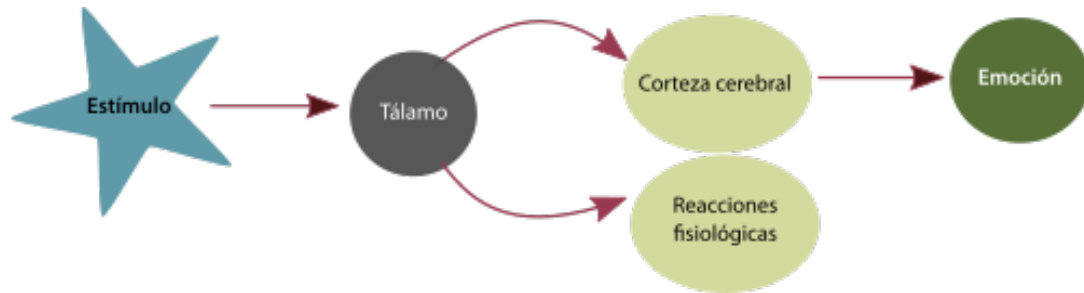 Estímulo
Tálamo
Corteza cerebral
Emoción
Reacciones
fisiológicas